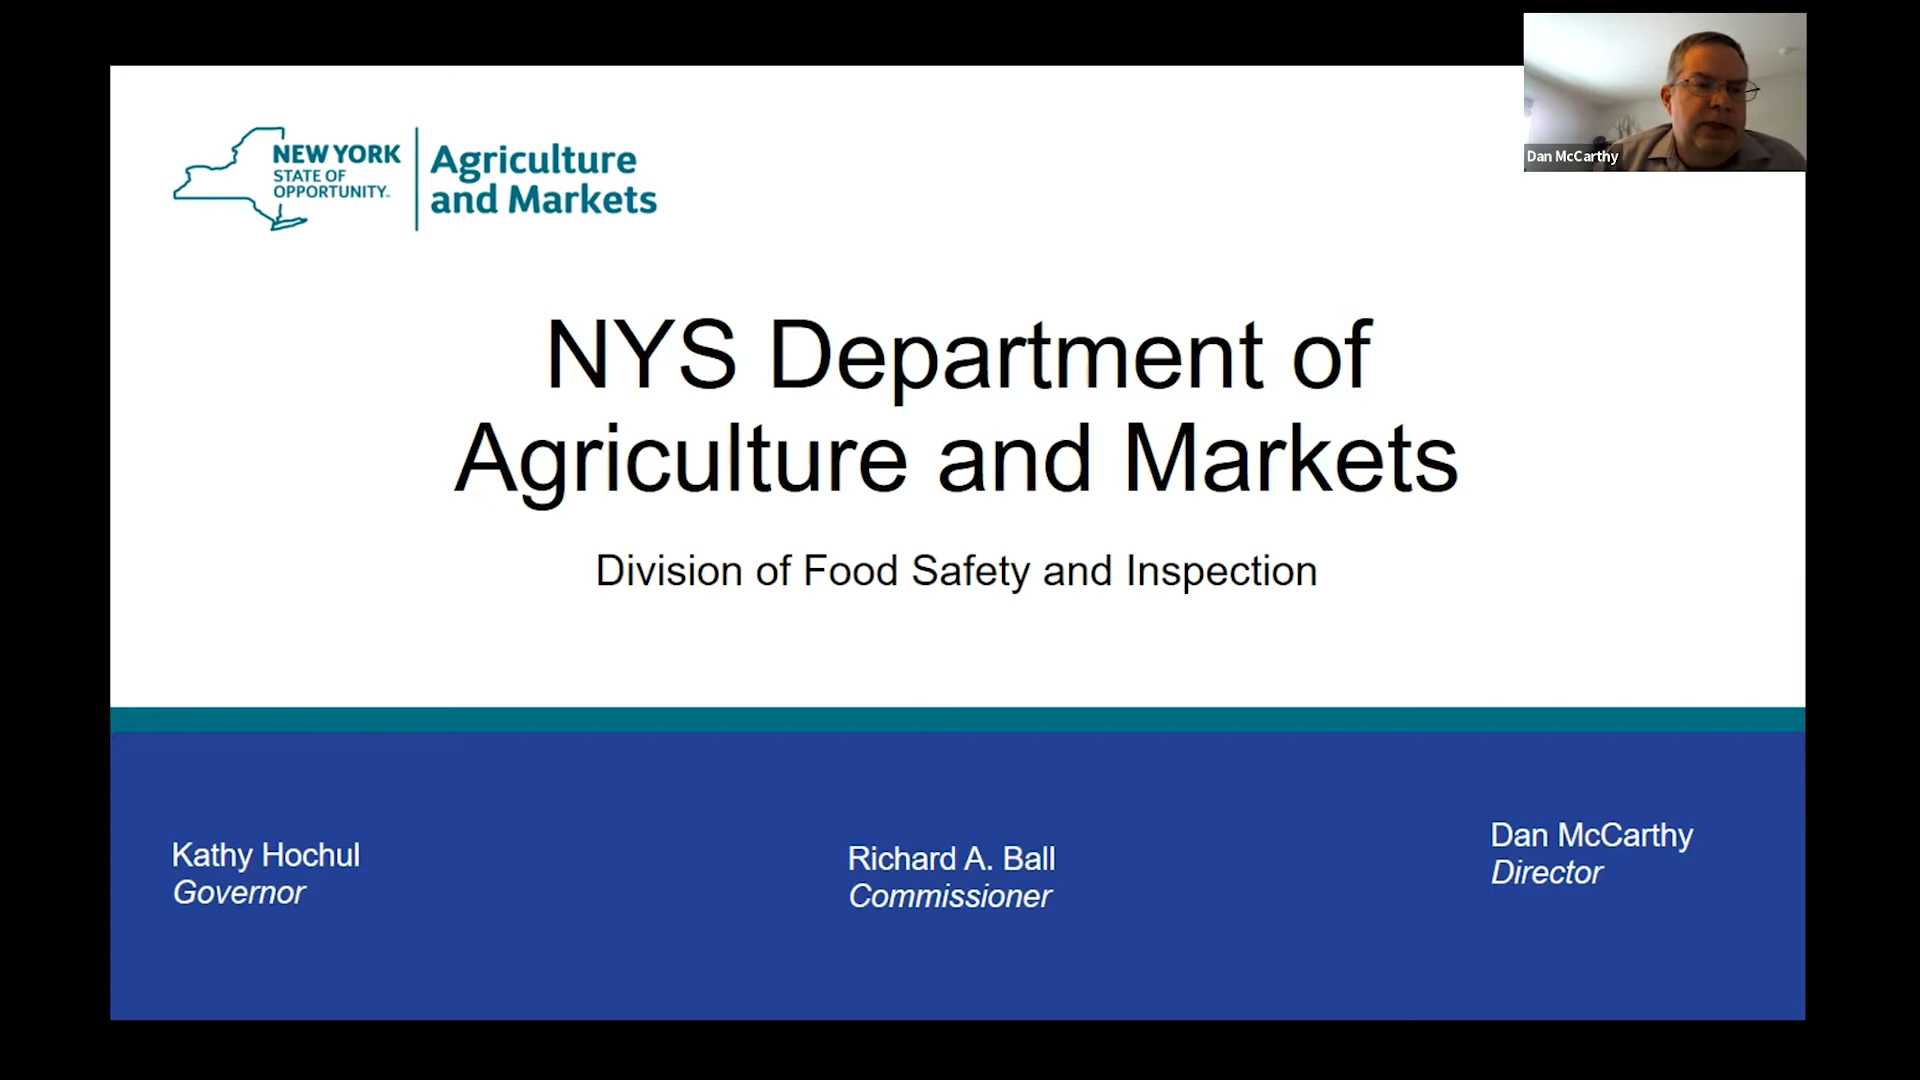 Dan McCarthy
NEW YORK
STATE OF
OPPORTUNITY™
Agriculture
and Markets
NYS Department of
Agriculture and Markets
Division of Food Safety and Inspection
Kathy Hochul
Governor
Richard A. Ball
Commissioner
Dan McCarthy
Director